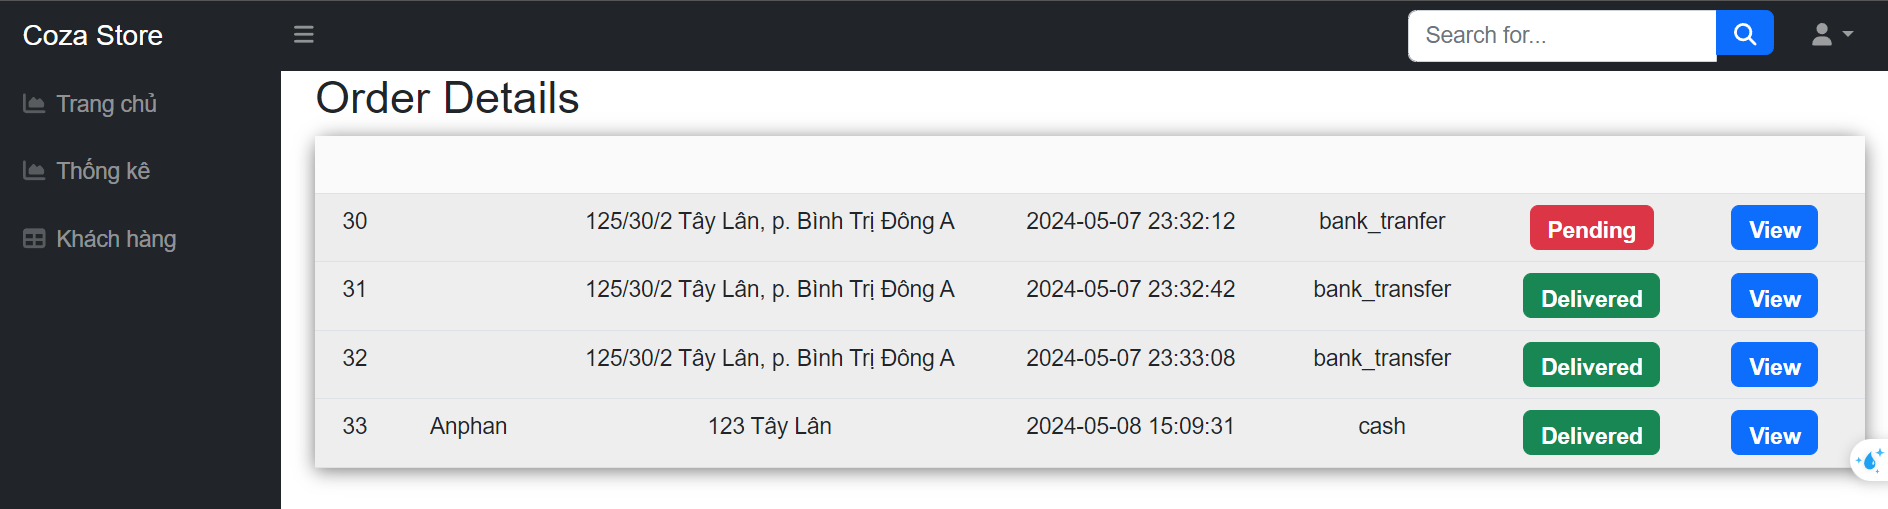 Coza Store
Search for...
Trang chủ
Thống kê
Khách hàng
Order Details
30 125/30/2 Tây Lân, p. Bình Trị Đông A 2024-05-07 23:32:12 bank_tranfer Pending View
31 125/30/2 Tây Lân, p. Bình Trị Đông A 2024-05-07 23:32:42 bank_transfer Delivered View
32 125/30/2 Tây Lân, p. Bình Trị Đông A 2024-05-07 23:33:08 bank_transfer Delivered View
33 Anphan 123 Tây Lân 2024-05-08 15:09:31 cash Delivered View